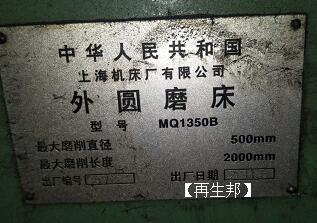 中华人民共和国
上海机床厂有限公司
外圆磨床
型号 MQ1350B
最大磨削直径 500mm
最大磨削长度 2000mm
出厂编号 出厂日期
【再生邦】